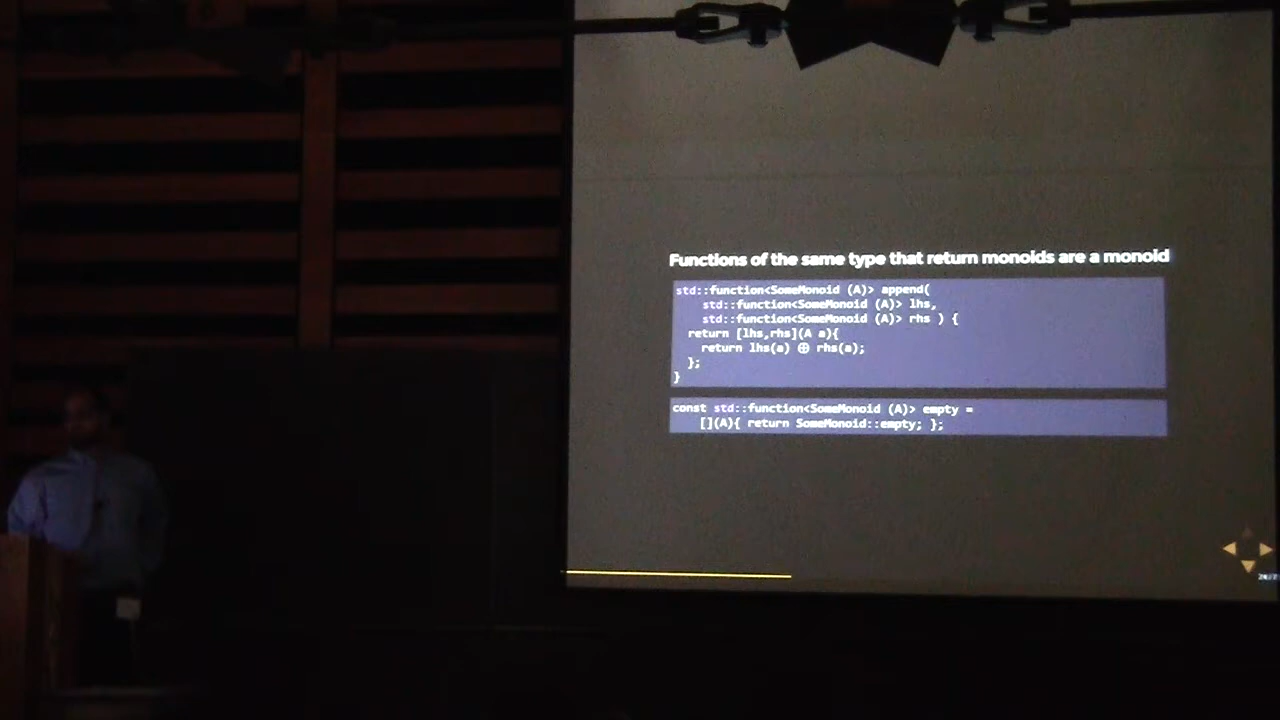 Functions of the same type that return monoids are a monoid
std::function<SomeMonoid (A)> append(
std::function<SomeMonoid (A)> lhs,
std::function<SomeMonoid (A)> rhs ) {
return [lhs,rhs](A a){
return lhs(a) ⊕ rhs(a);
};
}
const std::function<SomeMonoid (A)> empty =
[](A){ return SomeMonoid::empty; };